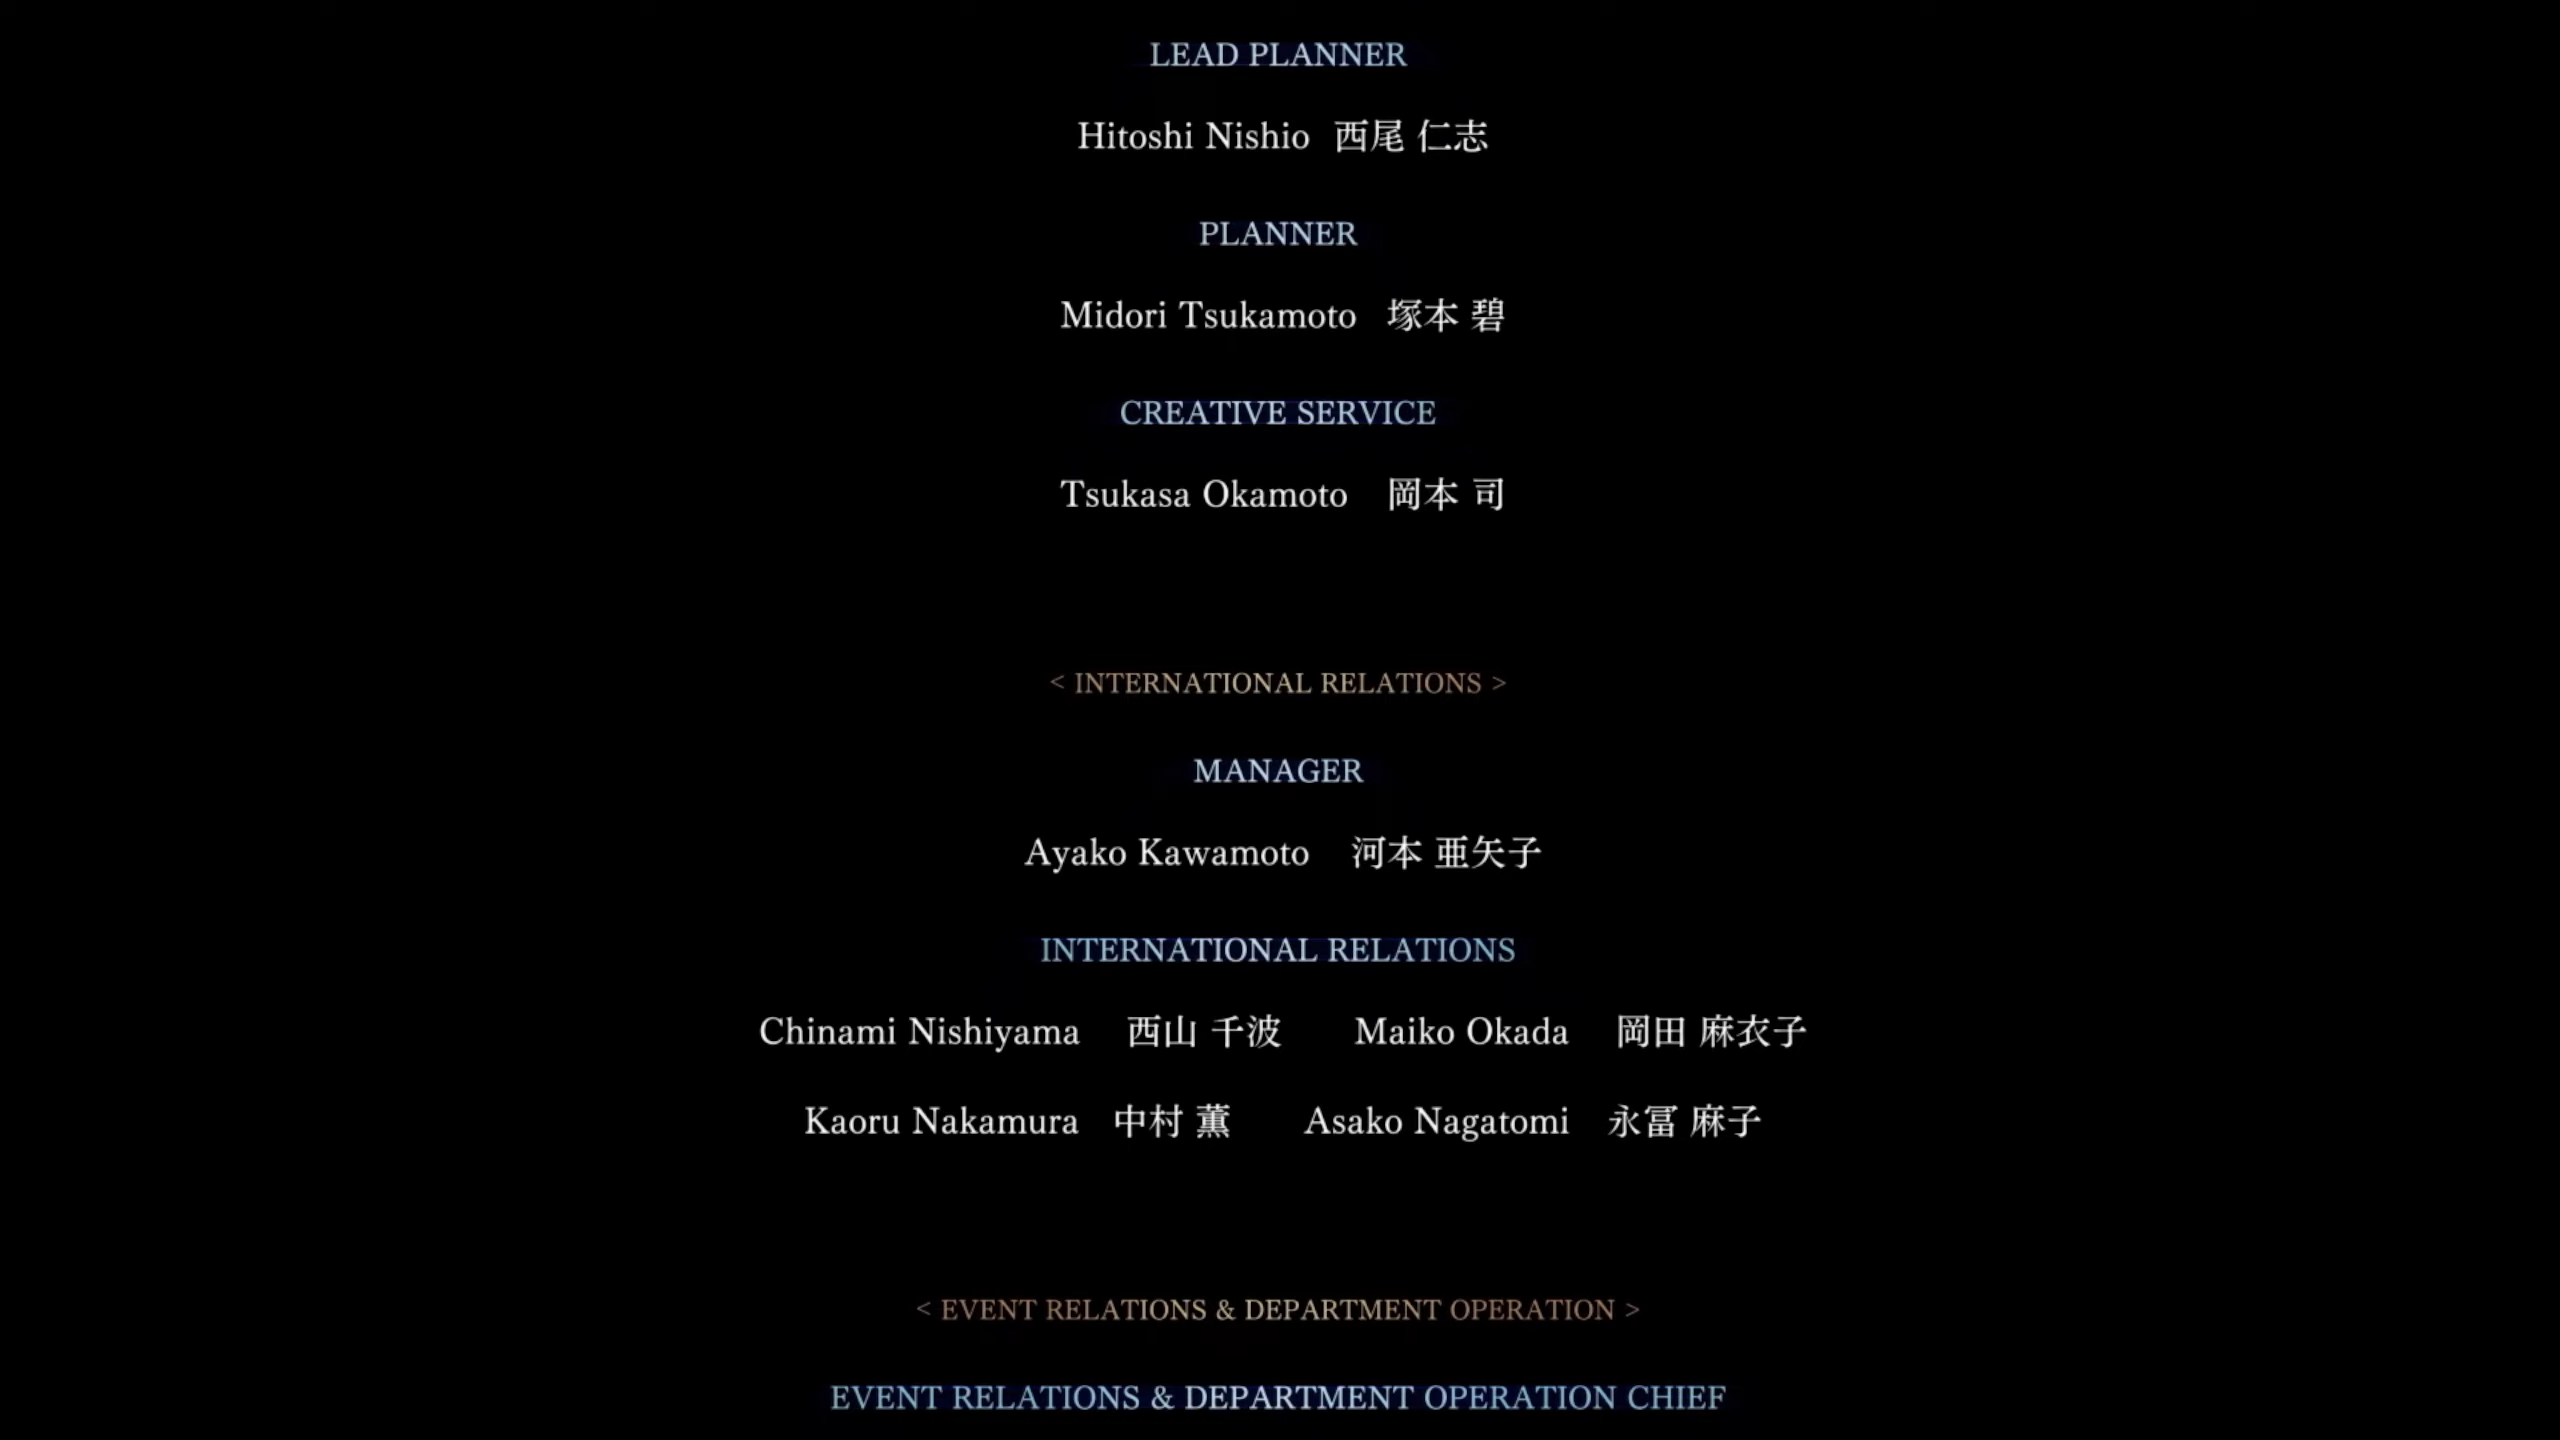 LEAD PLANNER
Hitoshi Nishio 西尾 仁志
PLANNER
Midori Tsukamoto 塚本 碧
CREATIVE SERVICE
Tsukasa Okamoto 岡本 司
< INTERNATIONAL RELATIONS >
MANAGER
Ayako Kawamoto 河本 亜矢子
INTERNATIONAL RELATIONS
Chinami Nishiyama 西山 千波 Maiko Okada 岡田 麻衣子
Kaoru Nakamura 中村 薫 Asako Nagatomi 永冨 麻子
< EVENT RELATIONS & DEPARTMENT OPERATION >
EVENT RELATIONS & DEPARTMENT OPERATION CHIEF